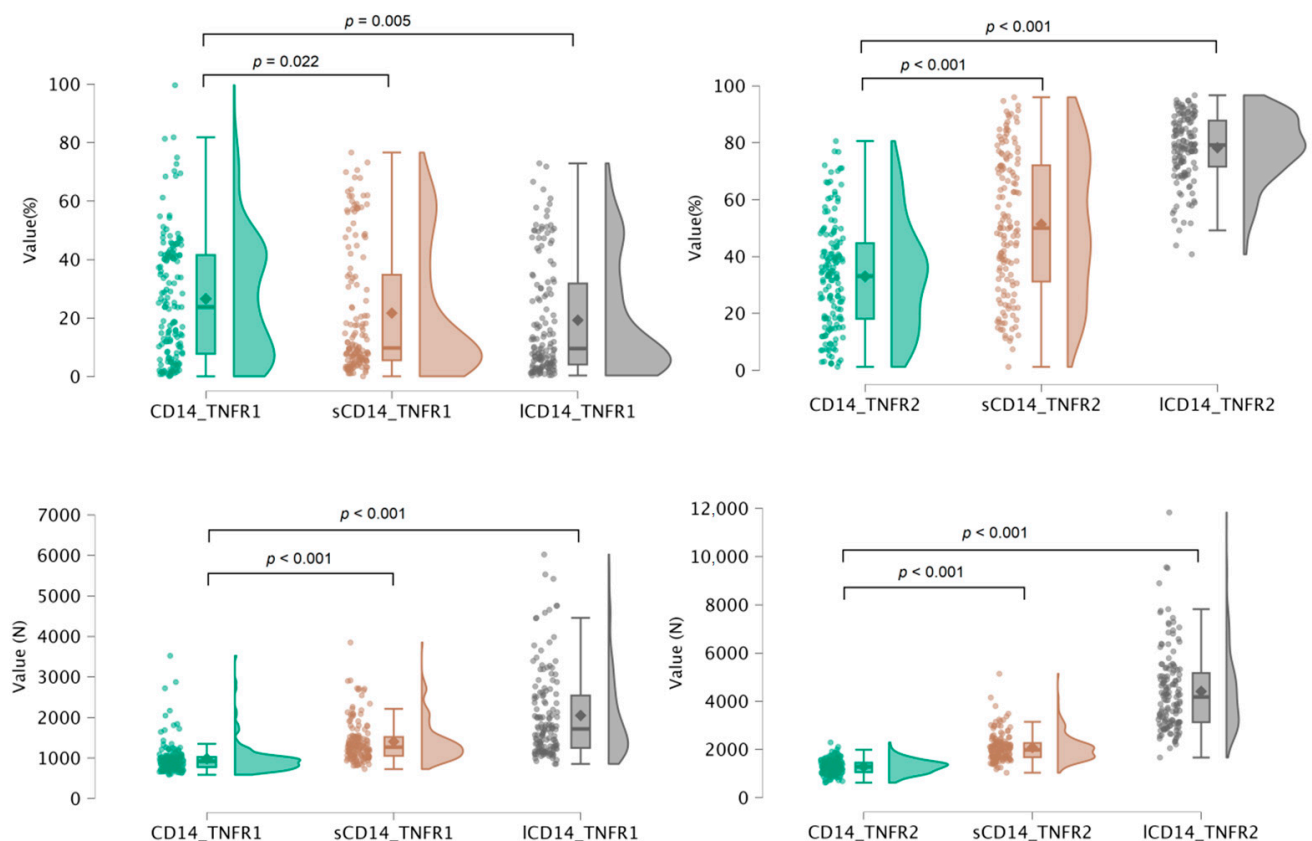 p = 0.005
p = 0.022
100
80
60
40
20
0
Value(%)
CD14_TNFR1 sCD14_TNFR1 lCD14_TNFR1
p < 0.001
p < 0.001
100
80
60
40
20
0
Value(%)
CD14_TNFR2 sCD14_TNFR2 lCD14_TNFR2
p < 0.001
p < 0.001
7000
6000
5000
4000
3000
2000
1000
0
Value (N)
CD14_TNFR1 sCD14_TNFR1 lCD14_TNFR1
p < 0.001
p < 0.001
12,000
10,000
8000
6000
4000
2000
0
Value (N)
CD14_TNFR2 sCD14_TNFR2 lCD14_TNFR2